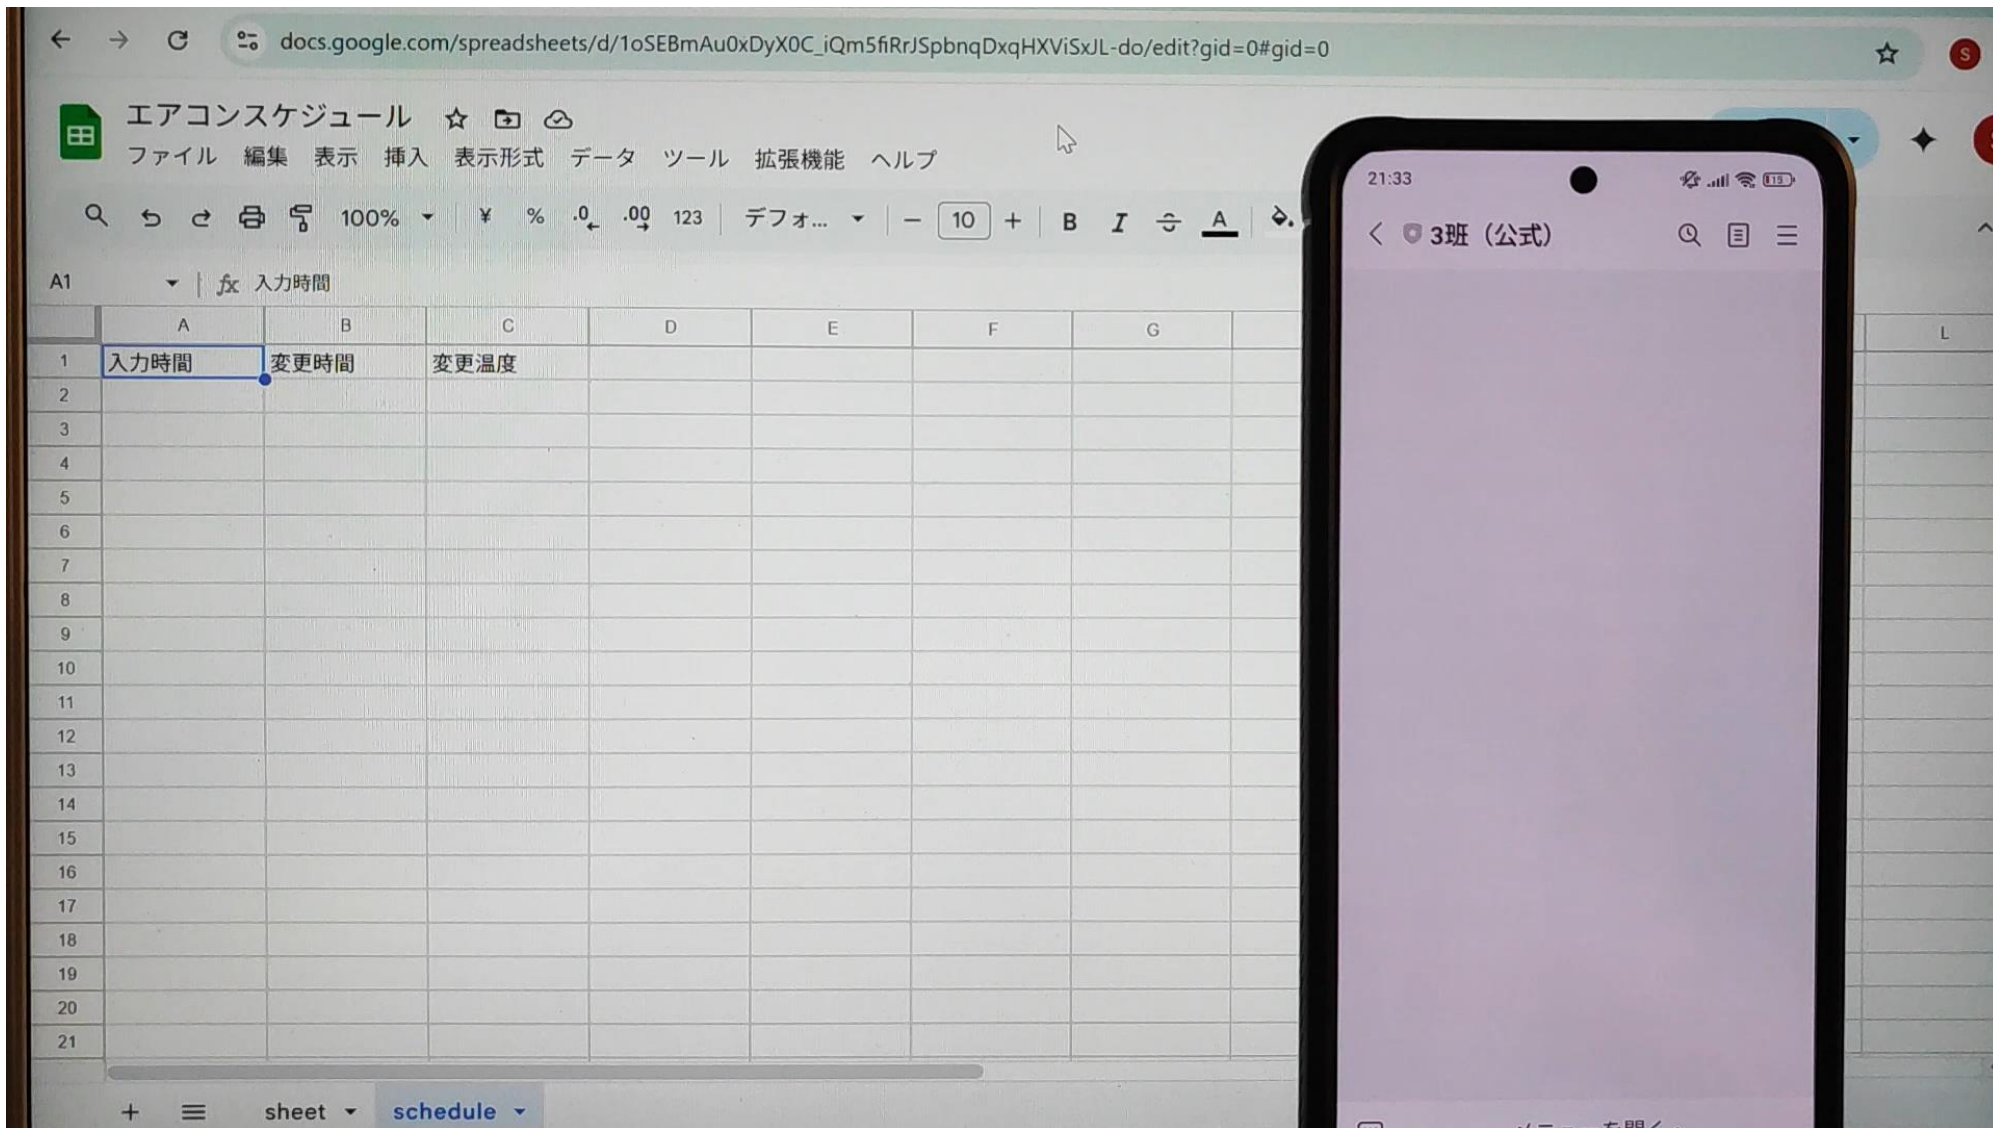 docs.google.com/spreadsheets/d/1oSEBmAu0xDyX0C_iQm5fiRrJSpbnqDxqHXViSxJL-do/edit?gid=0#gid=0
S
エアコンスケジュール
ファイル 編集 表示 挿入 表示形式 データ ツール 拡張機能 ヘルプ
100% ¥ % .0 .00 123 デフォ... − 10 + B I S A
A1 fx 入力時間
A B C D E F G L
1 入力時間 変更時間 変更温度
2
3
4
5
6
7
8
9
10
11
12
13
14
15
16
17
18
19
20
21
+ sheet schedule
21:33 15
3班（公式）